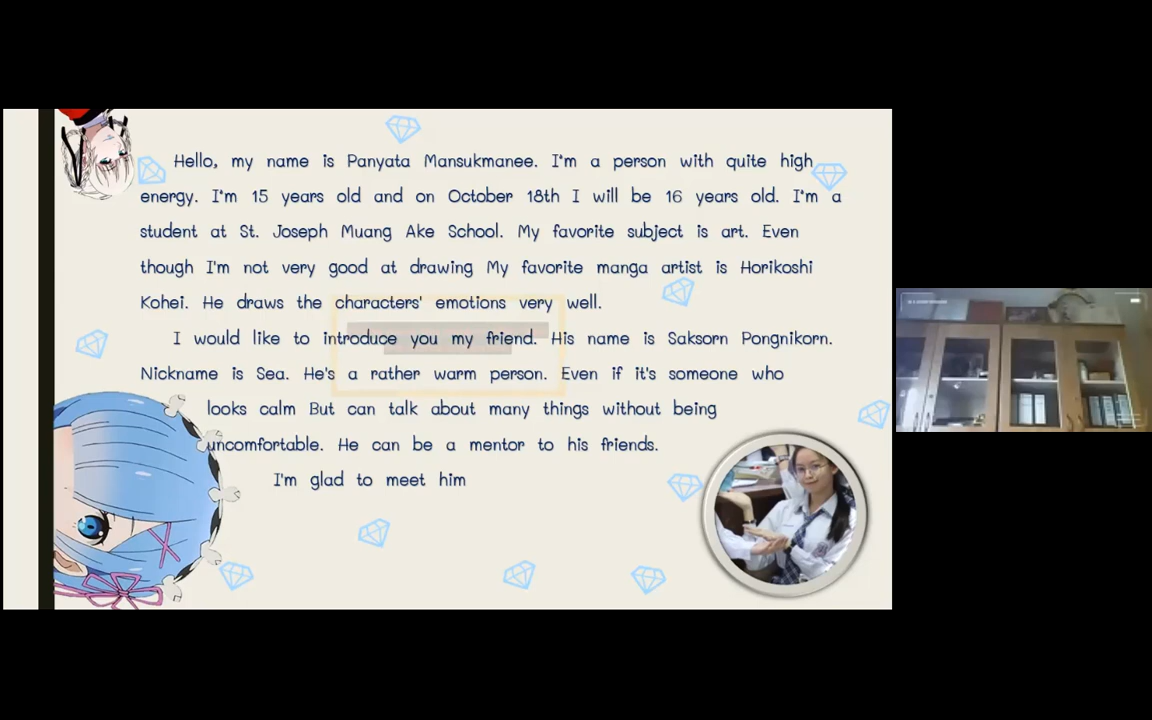 Hello, my name is Panyata Mansukmanee. I'm a person with quite high
energy. I'm 15 years old and on October 18th I will be 16 years old. I'm a
student at St. Joseph Muang Ake School. My favorite subject is art. Even
though I'm not very good at drawing My favorite manga artist is Horikoshi
Kohei. He draws the characters' emotions very well.
I would like to introduce you my friend. His name is Saksorn Pongnikorn.
Nickname is Sea. He's a rather warm person. Even if it's someone who
looks calm But can talk about many things without being
uncomfortable. He can be a mentor to his friends.
I'm glad to meet him